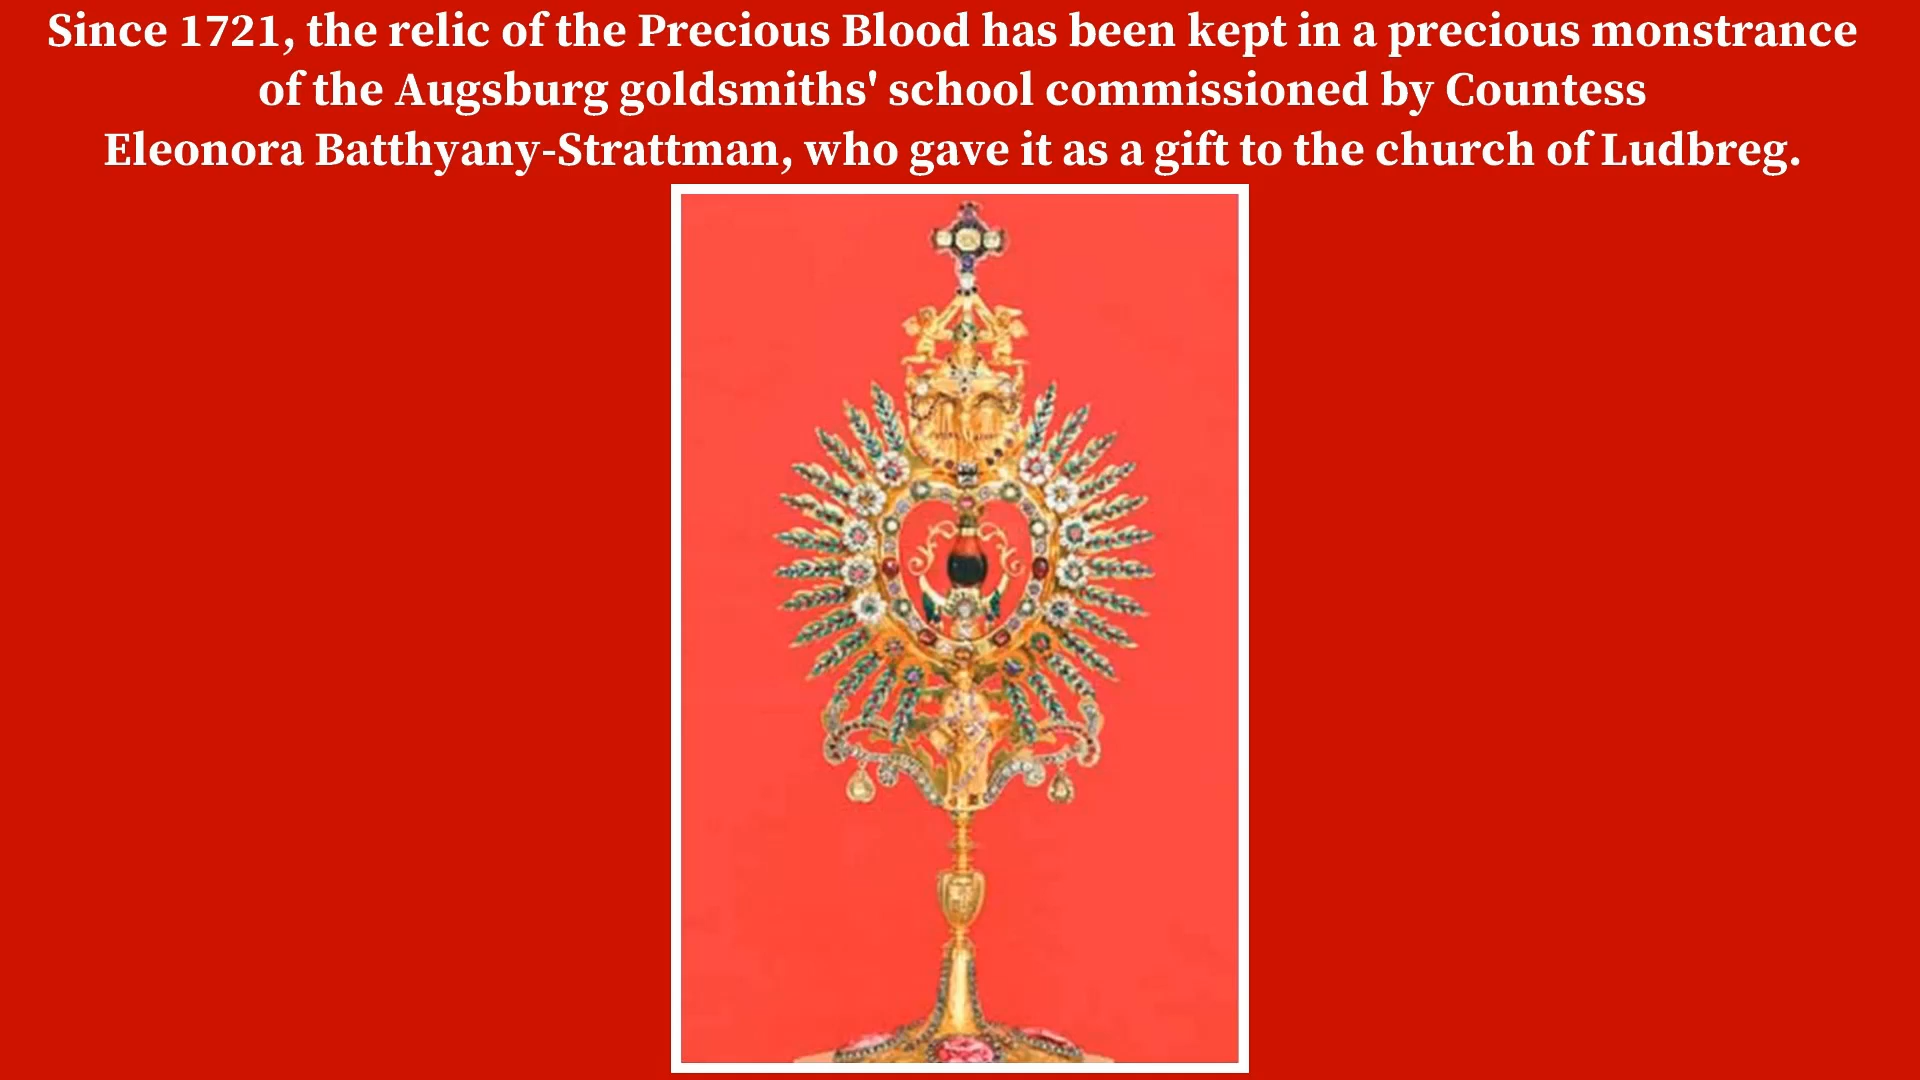 Since 1721, the relic of the Precious Blood has been kept in a precious monstrance
of the Augsburg goldsmiths' school commissioned by Countess
Eleonora Batthyany-Strattman, who gave it as a gift to the church of Ludbreg.